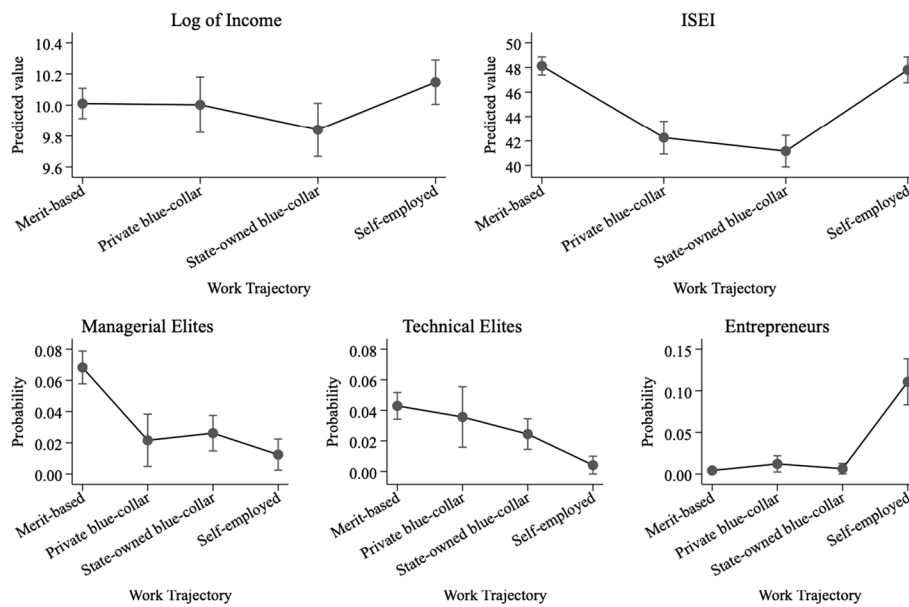 Log of Income
Predicted value
10.4
10.2
10.0
9.8
9.6
Merit-based
Private blue-collar
State-owned blue-collar
Self-employed
Work Trajectory
ISEI
Predicted value
50
48
46
44
42
40
Merit-based
Private blue-collar
State-owned blue-collar
Self-employed
Work Trajectory
Managerial Elites
Probability
0.08
0.06
0.04
0.02
0.00
Merit-based
Private blue-collar
State-owned blue-collar
Self-employed
Work Trajectory
Technical Elites
Probability
0.08
0.06
0.04
0.02
0.00
Merit-based
Private blue-collar
State-owned blue-collar
Self-employed
Work Trajectory
Entrepreneurs
Probability
0.15
0.10
0.05
0.00
Merit-based
Private blue-collar
State-owned blue-collar
Self-employed
Work Trajectory